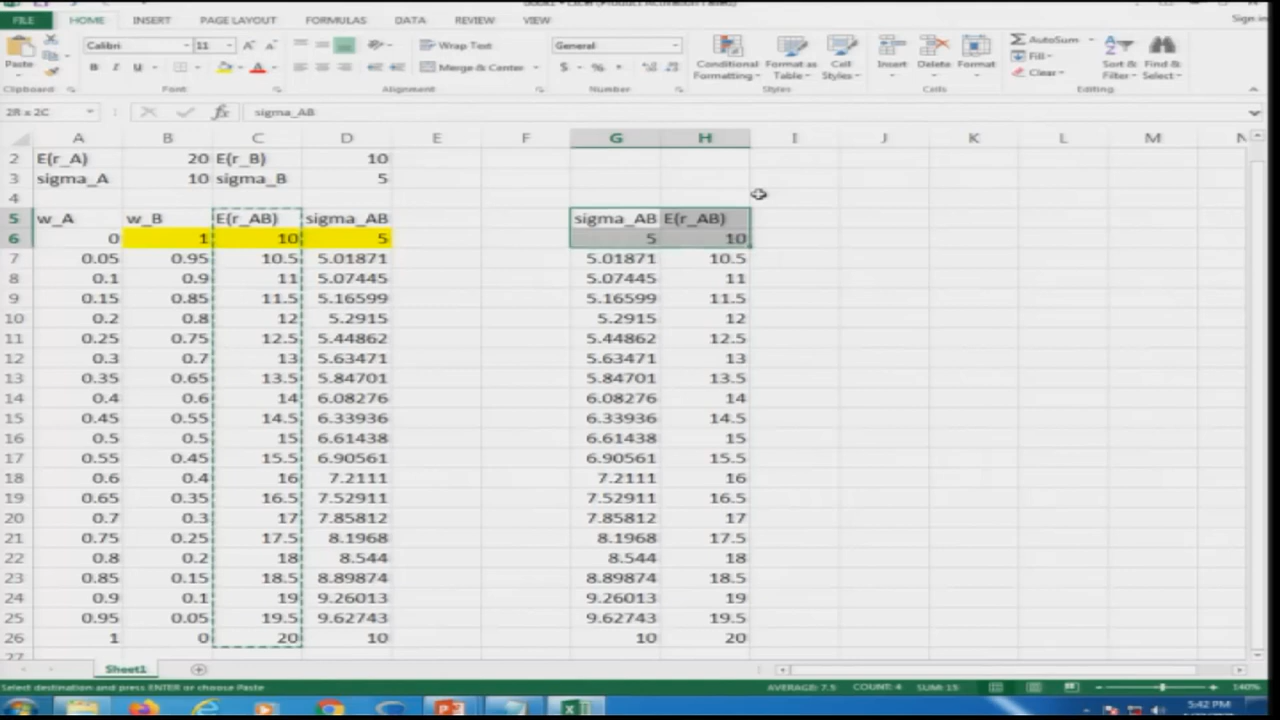 Sign in
FILE HOME INSERT PAGE LAYOUT FORMULAS DATA REVIEW VIEW
Paste Calibri 11 Wrap Text General Conditional Formatting Format as Table Cell Styles Insert Delete Format AutoSum Fill Clear Sort & Filter Find & Select
B I U Merge & Center $ % ,
Clipboard Font Alignment Number Styles Cells Editing
2R x 2C fx sigma_AB
A B C D E F G H I J K L M N
2 E(r_A) 20 E(r_B) 10
3 sigma_A 10 sigma_B 5
4
5 w_A w_B E(r_AB) sigma_AB sigma_AB E(r_AB)
6 0 1 10 5 5 10
7 0.05 0.95 10.5 5.01871 5.01871 10.5
8 0.1 0.9 11 5.07445 5.07445 11
9 0.15 0.85 11.5 5.16599 5.16599 11.5
10 0.2 0.8 12 5.2915 5.2915 12
11 0.25 0.75 12.5 5.44862 5.44862 12.5
12 0.3 0.7 13 5.63471 5.63471 13
13 0.35 0.65 13.5 5.84701 5.84701 13.5
14 0.4 0.6 14 6.08276 6.08276 14
15 0.45 0.55 14.5 6.33936 6.33936 14.5
16 0.5 0.5 15 6.61438 6.61438 15
17 0.55 0.45 15.5 6.90561 6.90561 15.5
18 0.6 0.4 16 7.2111 7.2111 16
19 0.65 0.35 16.5 7.52911 7.52911 16.5
20 0.7 0.3 17 7.85812 7.85812 17
21 0.75 0.25 17.5 8.1968 8.1968 17.5
22 0.8 0.2 18 8.544 8.544 18
23 0.85 0.15 18.5 8.89874 8.89874 18.5
24 0.9 0.1 19 9.26013 9.26013 19
25 0.95 0.05 19.5 9.62743 9.62743 19.5
26 1 0 20 10 10 20
27
Sheet1
Select destination and press ENTER or choose Paste AVERAGE: 7.5 COUNT: 4 SUM: 15 140%
5:42 PM